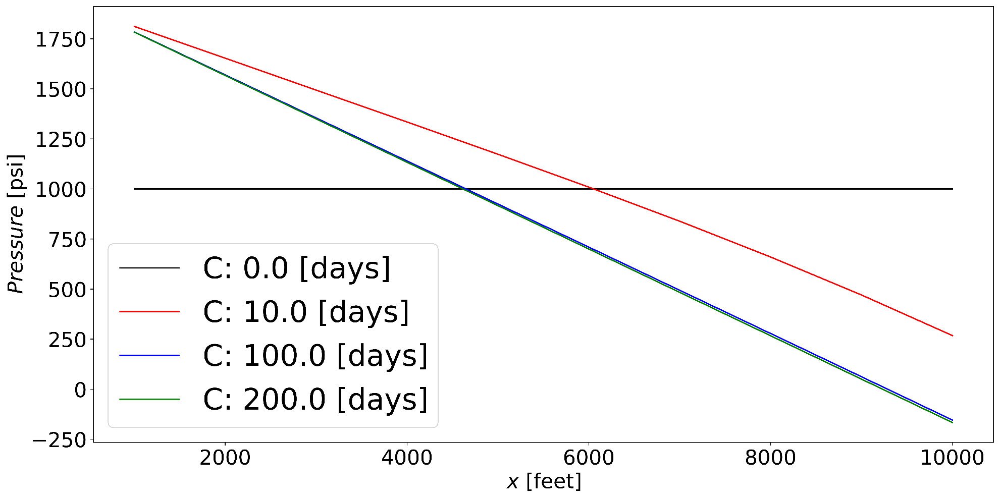 1750
1500
1250
1000
750
500
250
0
−250
Pressure [psi]
C: 0.0 [days]
C: 10.0 [days]
C: 100.0 [days]
C: 200.0 [days]
2000 4000 6000 8000 10000
x [feet]